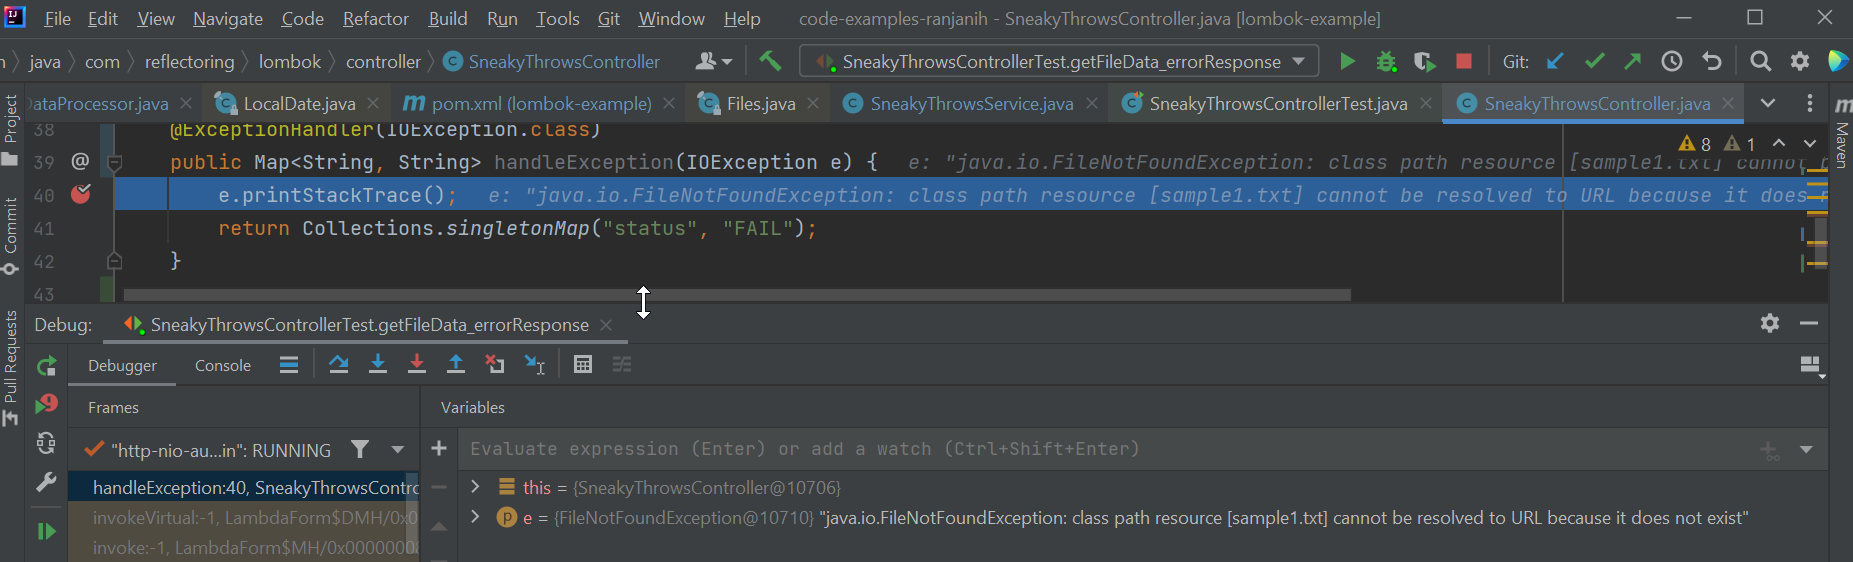 File Edit View Navigate Code Refactor Build Run Tools Git Window Help code-examples-ranjanih - SneakyThrowsController.java [lombok-example]
java com reflectoring lombok controller SneakyThrowsController SneakyThrowsControllerTest.getFileData_errorResponse Git:
DataProcessor.java LocalDate.java pom.xml (lombok-example) Files.java SneakyThrowsService.java SneakyThrowsControllerTest.java SneakyThrowsController.java
Project
Commit
Pull Requests
Maven
38 @ExceptionHandler(IOException.class)
8 1
39 @ public Map<String, String> handleException(IOException e) { e: "java.io.FileNotFoundException: class path resource [sample1.txt] cannot
40 e.printStackTrace(); e: "java.io.FileNotFoundException: class path resource [sample1.txt] cannot be resolved to URL because it does
41 return Collections.singletonMap("status", "FAIL");
42 }
43
Debug: SneakyThrowsControllerTest.getFileData_errorResponse
Debugger Console
Frames Variables
"http-nio-au...in": RUNNING
Evaluate expression (Enter) or add a watch (Ctrl+Shift+Enter)
handleException:40, SneakyThrowsContro
this = {SneakyThrowsController@10706}
invokeVirtual:-1, LambdaForm$DMH/0x0
e = {FileNotFoundException@10710} "java.io.FileNotFoundException: class path resource [sample1.txt] cannot be resolved to URL because it does not exist"
invoke:-1, LambdaForm$MH/0x00000000